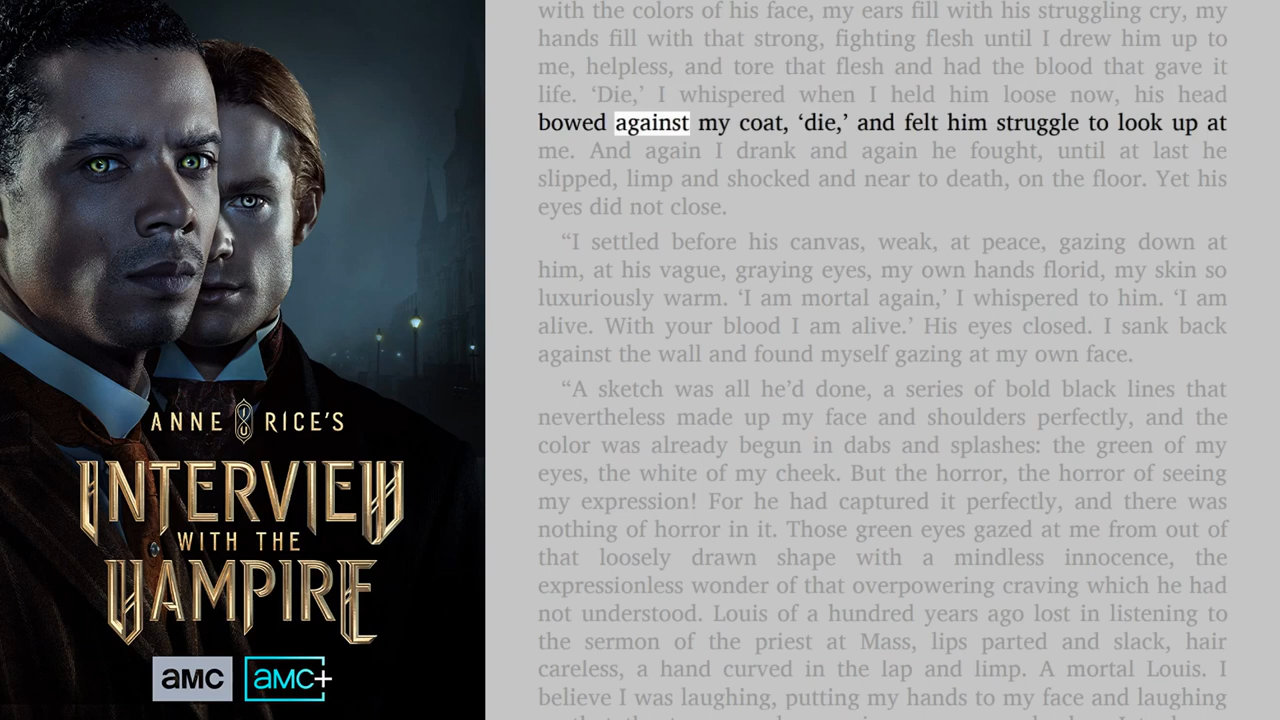 ANNE RICE'S
INTERVIEW
WITH THE
VAMPIRE
aMC
aMC+
with the colors of his face, my ears fill with his struggling cry, my
hands fill with that strong, fighting flesh until I drew him up to
me, helpless, and tore that flesh and had the blood that gave it
life. ‘Die,’ I whispered when I held him loose now, his head
bowed against my coat, ‘die,’ and felt him struggle to look up at
me. And again I drank and again he fought, until at last he
slipped, limp and shocked and near to death, on the floor. Yet his
eyes did not close.
“I settled before his canvas, weak, at peace, gazing down at
him, at his vague, graying eyes, my own hands florid, my skin so
luxuriously warm. ‘I am mortal again,’ I whispered to him. ‘I am
alive. With your blood I am alive.’ His eyes closed. I sank back
against the wall and found myself gazing at my own face.
“A sketch was all he’d done, a series of bold black lines that
nevertheless made up my face and shoulders perfectly, and the
color was already begun in dabs and splashes: the green of my
eyes, the white of my cheek. But the horror, the horror of seeing
my expression! For he had captured it perfectly, and there was
nothing of horror in it. Those green eyes gazed at me from out of
that loosely drawn shape with a mindless innocence, the
expressionless wonder of that overpowering craving which he had
not understood. Louis of a hundred years ago lost in listening to
the sermon of the priest at Mass, lips parted and slack, hair
careless, a hand curved in the lap and limp. A mortal Louis. I
believe I was laughing, putting my hands to my face and laughing